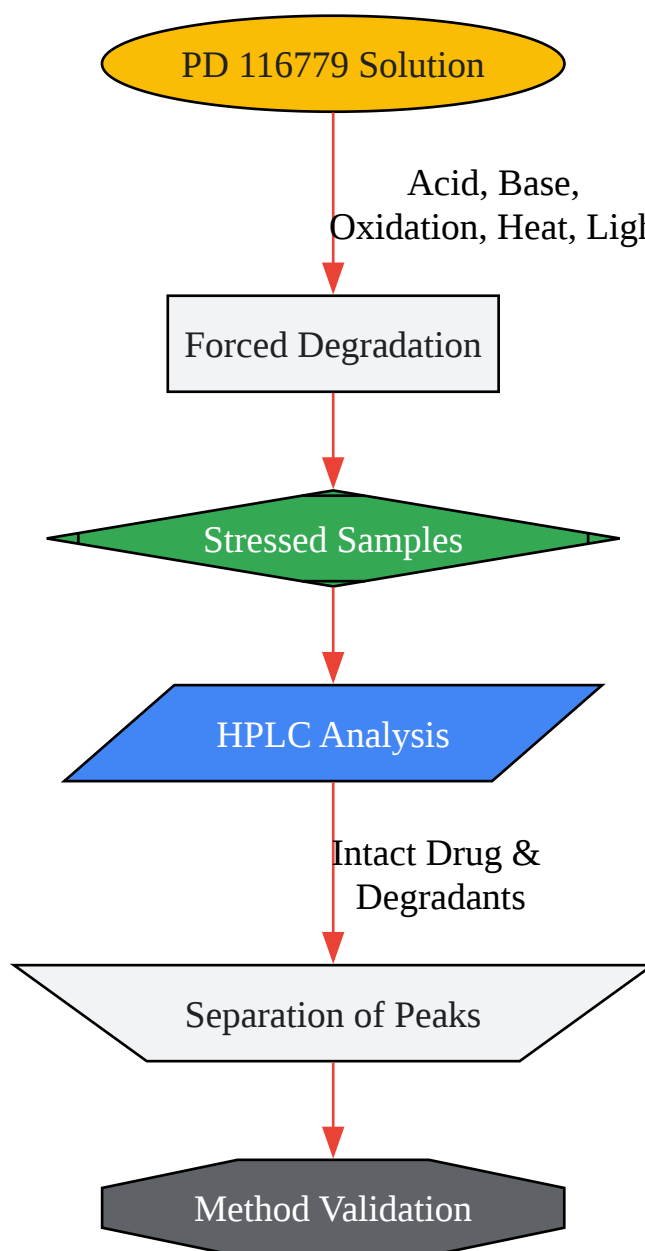 PD 116779 Solution
Acid, Base,
Oxidation, Heat, Ligh
Forced Degradation
Stressed Samples
HPLC Analysis
Intact Drug &
Degradants
Separation of Peaks
Method Validation